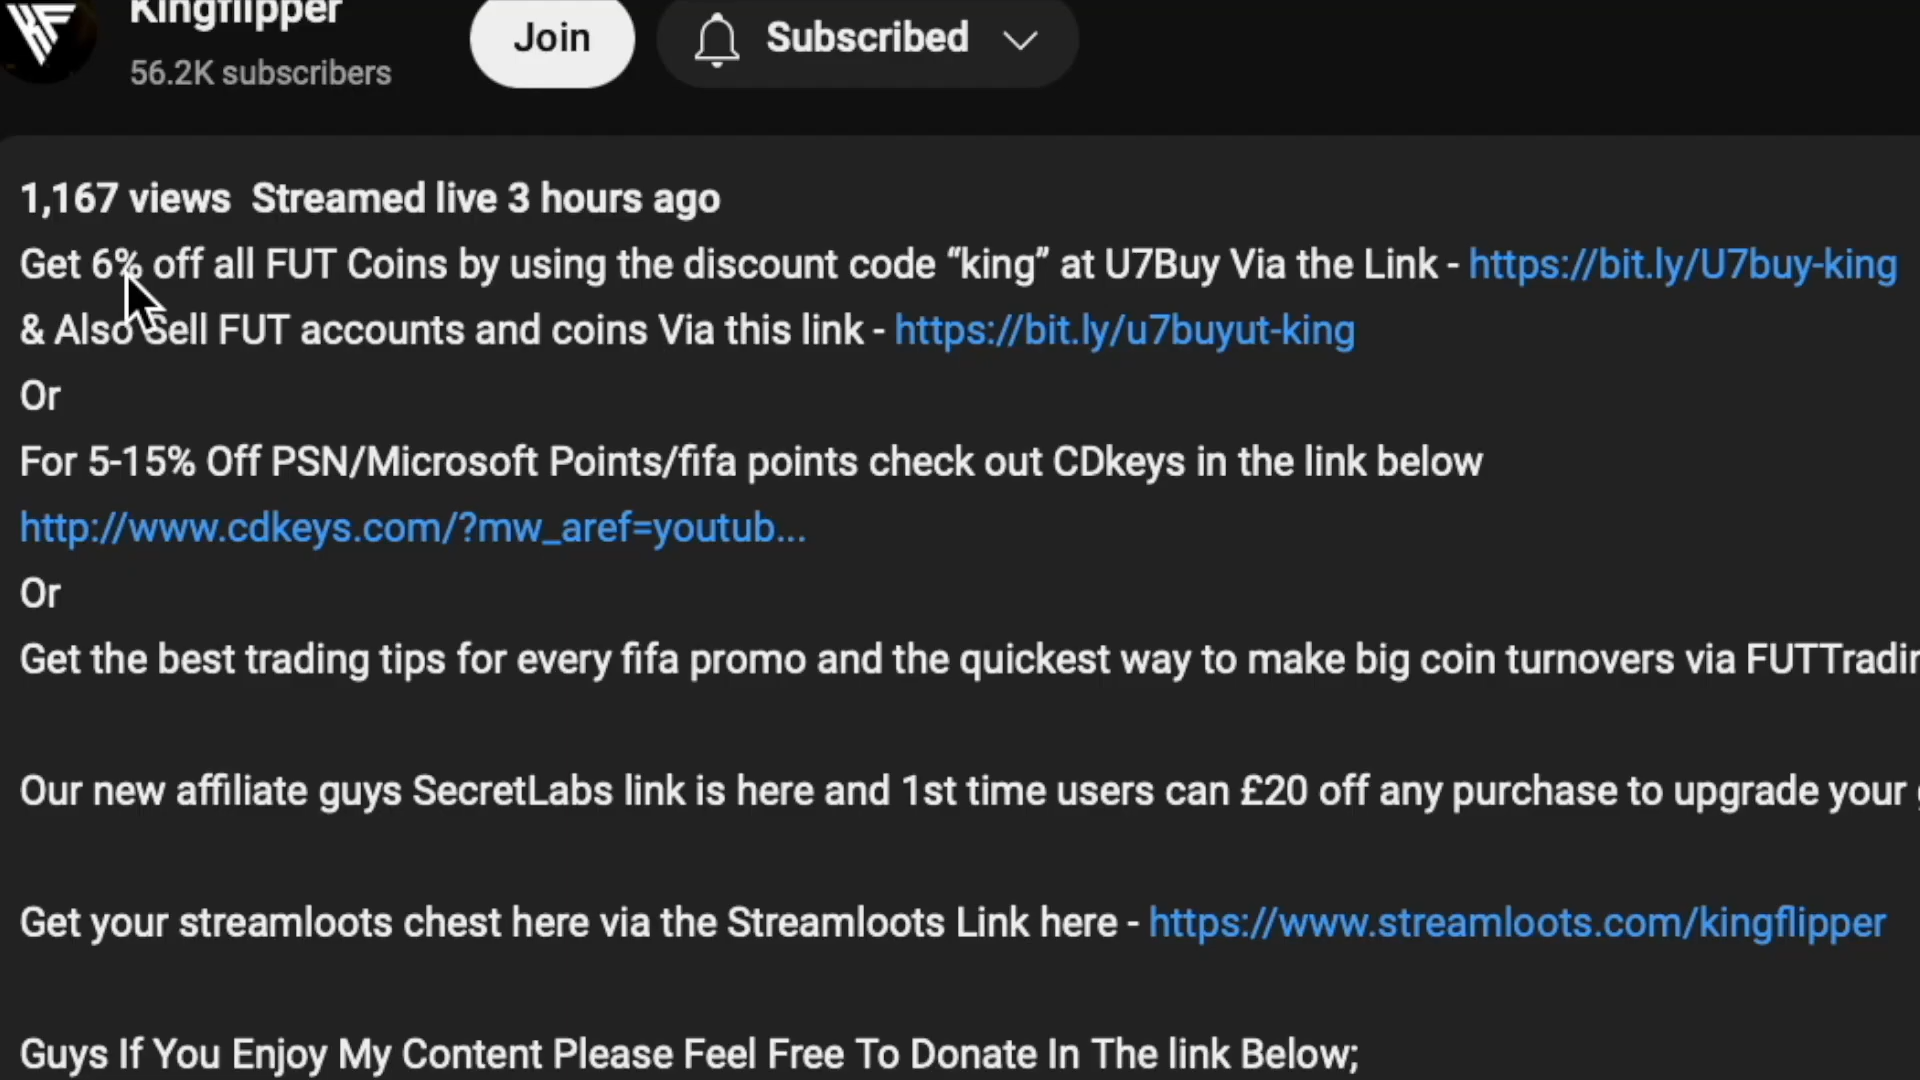 Kingflipper
56.2K subscribers
Join
Subscribed
1,167 views Streamed live 3 hours ago
Get 6% off all FUT Coins by using the discount code “king” at U7Buy Via the Link - https://bit.ly/U7buy-king
& Also Sell FUT accounts and coins Via this link - https://bit.ly/u7buyut-king
Or
For 5-15% Off PSN/Microsoft Points/fifa points check out CDkeys in the link below
http://www.cdkeys.com/?mw_aref=youtub...
Or
Get the best trading tips for every fifa promo and the quickest way to make big coin turnovers via
Our new affiliate guys SecretLabs link is here and 1st time users can £20 off any purchase to upgrade your
Get your streamloots chest here via the Streamloots Link here - https://www.streamloots.com/kingflipper
Guys If You Enjoy My Content Please Feel Free To Donate In The link Below;